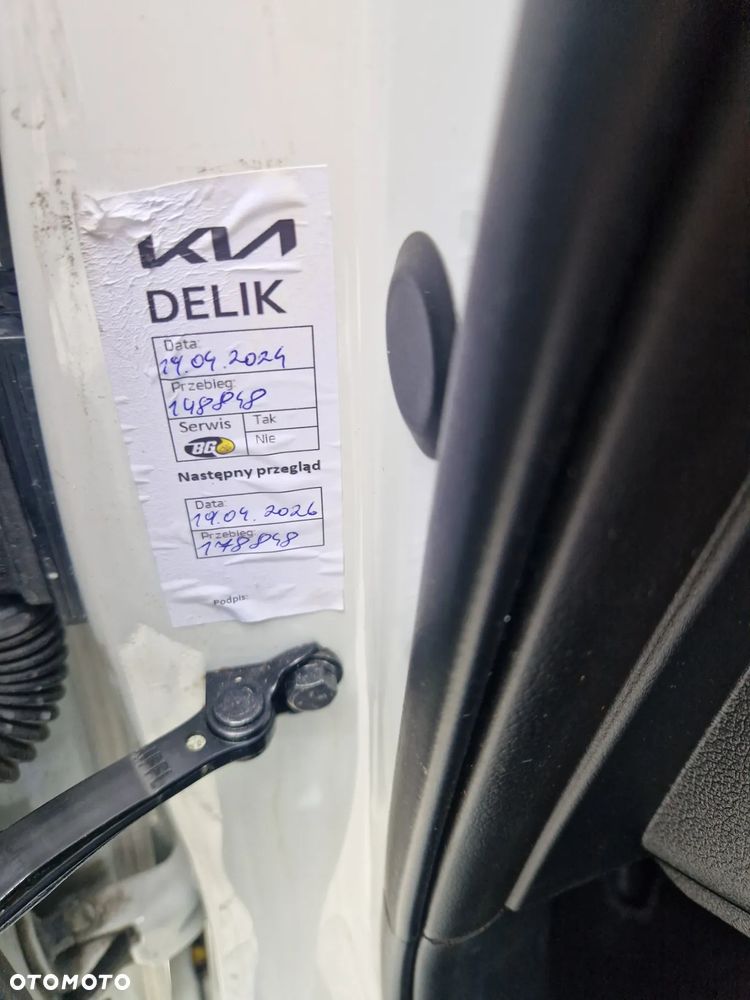 KIA
DELIK
Data:
19.04.2024
Przebieg:
148848
Serwis
Tak
BG
Nie
Następny przegląd
Data:
19.04.2026
Przebieg:
178848
Podpis:
OTOMOTO